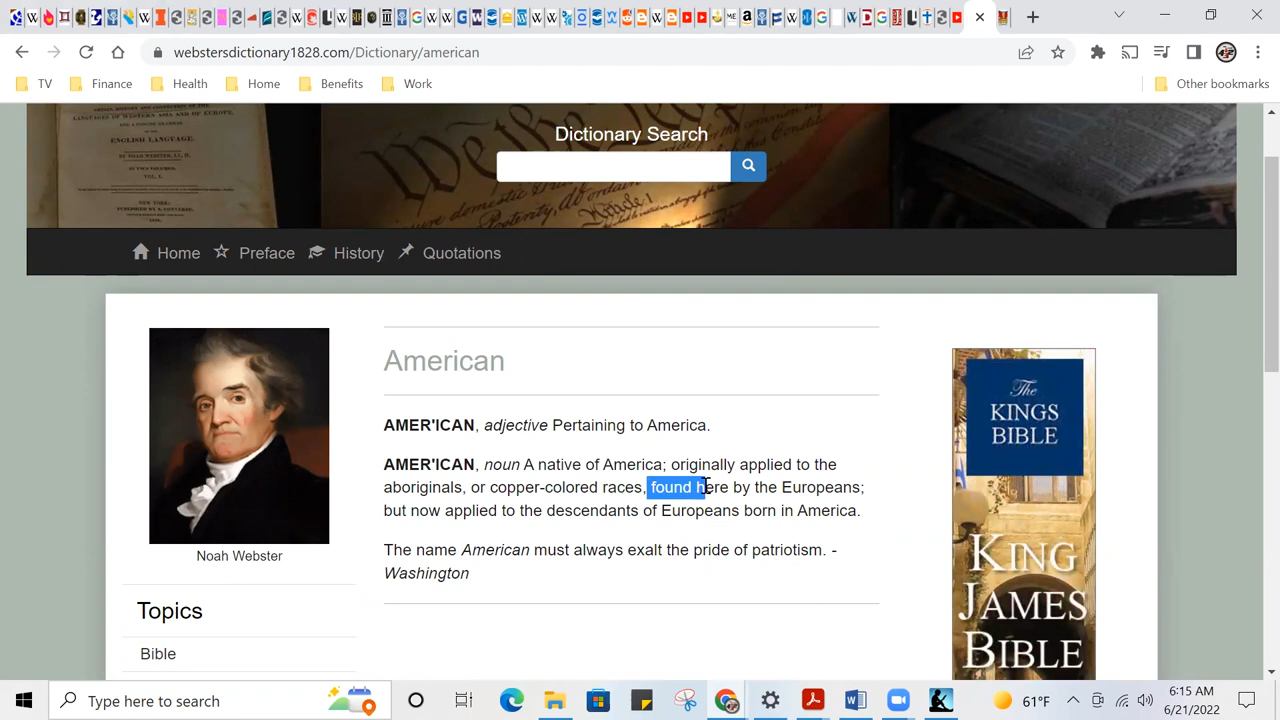 webstersdictionary1828.com/Dictionary/american
TV
Finance
Health
Home
Benefits
Work
Other bookmarks
Dictionary Search
Home
Preface
History
Quotations
Noah Webster
Topics
Bible
American
AMER'ICAN, adjective Pertaining to America.
AMER'ICAN, noun A native of America; originally applied to the
aboriginals, or copper-colored races, found here by the Europeans;
but now applied to the descendants of Europeans born in America.
The name American must always exalt the pride of patriotism. -
Washington
The
KINGS
BIBLE
KING
JAMES
BIBLE
Type here to search
61°F
6:15 AM
6/21/2022